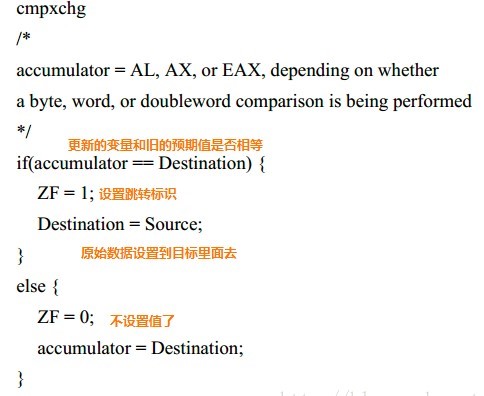 cmpxchg
/*
accumulator = AL, AX, or EAX, depending on whether
a byte, word, or doubleword comparison is being performed
*/
更新的变量和旧的预期值是否相等
if(accumulator == Destination) {
ZF = 1; 设置跳转标识
Destination = Source;
} 原始数据设置到目标里面去
else {
ZF = 0; 不设置值了
accumulator = Destination;
}